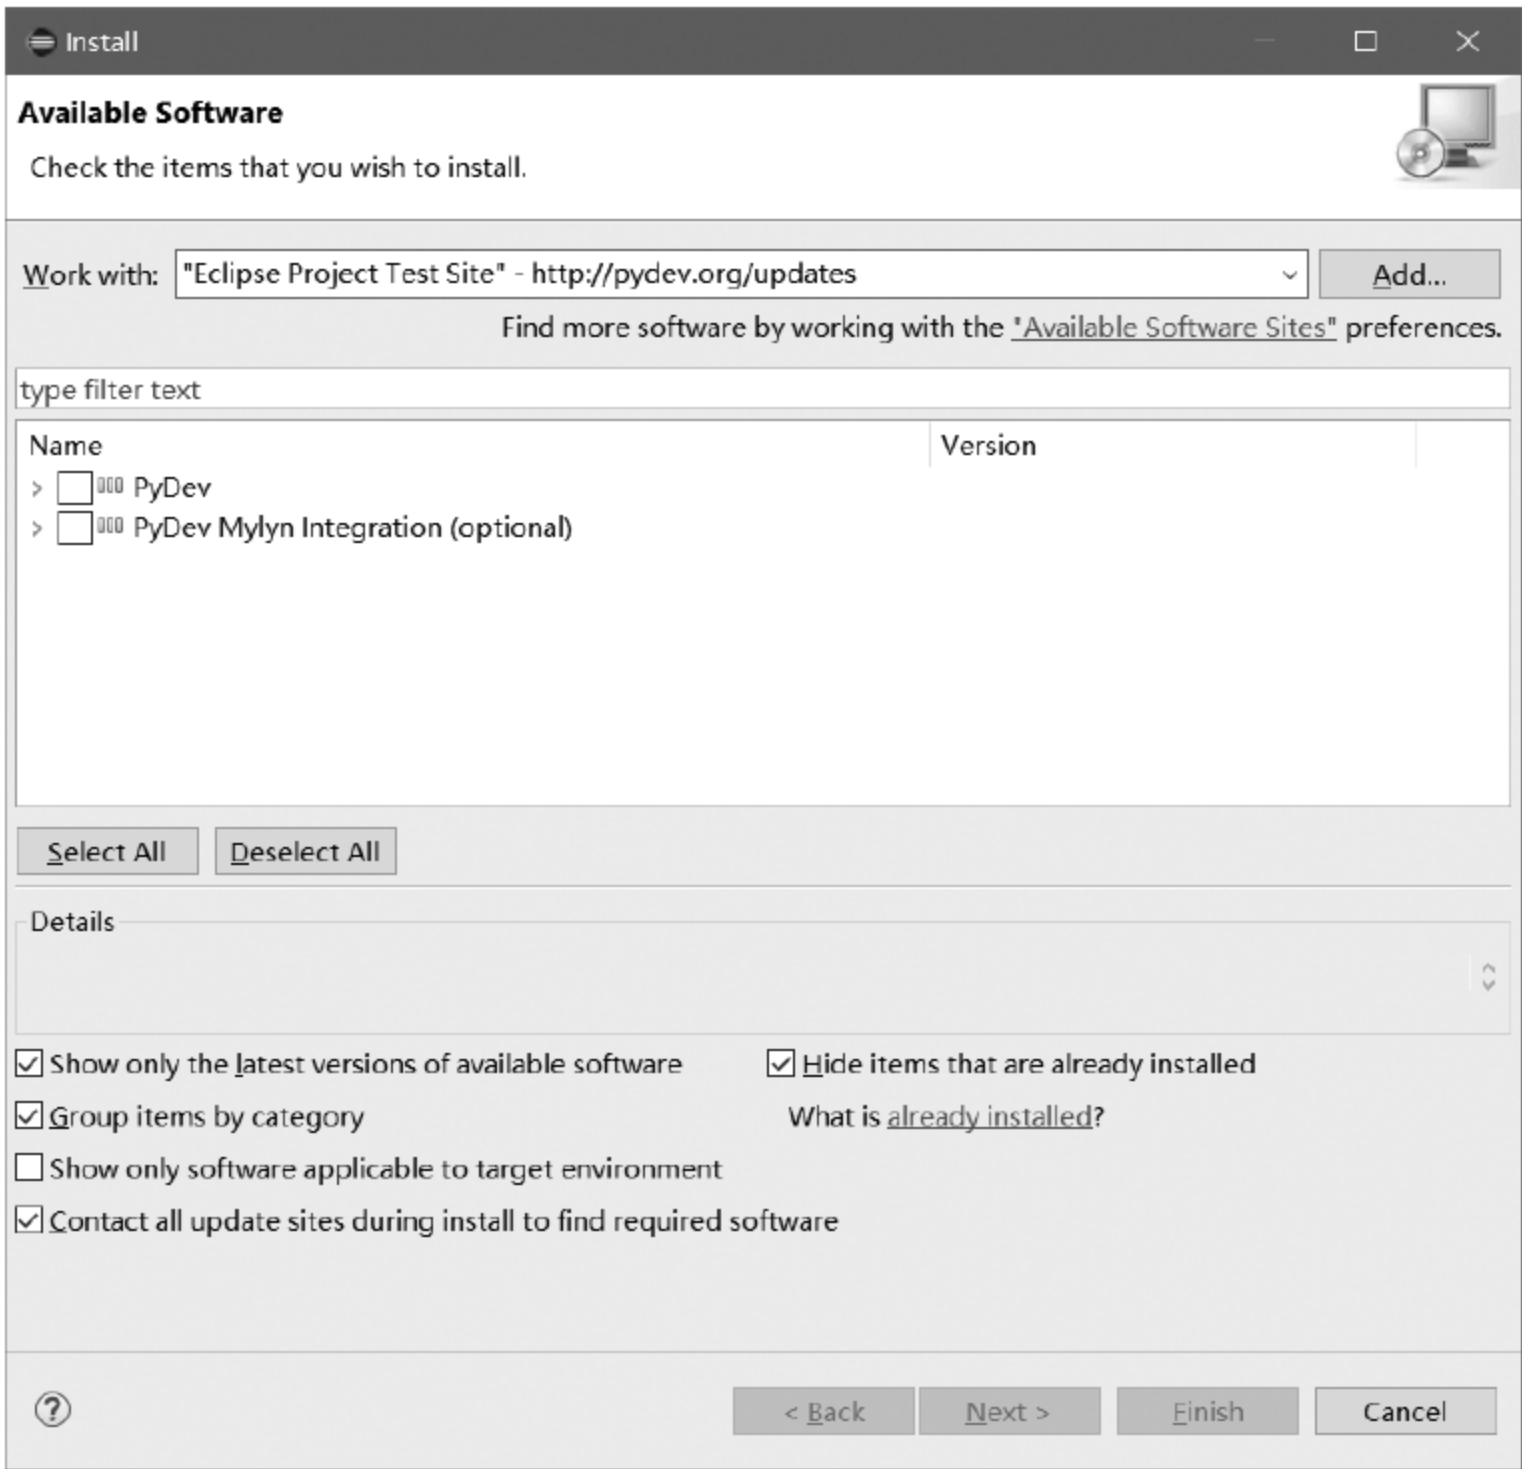 Install
Available Software
Check the items that you wish to install.
Work with: "Eclipse Project Test Site" - http://pydev.org/updates Add...
Find more software by working with the "Available Software Sites" preferences.
type filter text
Name Version
> PyDev
> PyDev Mylyn Integration (optional)
Select All Deselect All
Details
Show only the latest versions of available software Hide items that are already installed
Group items by category What is already installed?
Show only software applicable to target environment
Contact all update sites during install to find required software
? < Back Next > Finish Cancel